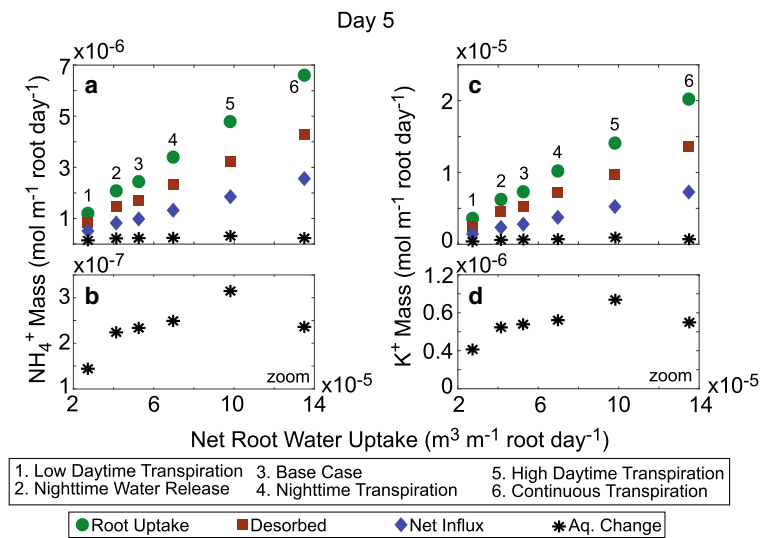 Day 5
x10⁻⁶
x10⁻⁵
NH₄⁺ Mass (mol m⁻¹ root day⁻¹)
K⁺ Mass (mol m⁻¹ root day⁻¹)
a
7
5
3
1
1
2
3
4
5
6
c
2
1
0
1
2
3
4
5
6
x10⁻⁷
b
3
2
1
zoom
2
6
10
14
x10⁻⁵
x10⁻⁶
d
1.2
0.6
0.4
0
zoom
2
6
10
14
x10⁻⁵
Net Root Water Uptake (m³ m⁻¹ root day⁻¹)
1. Low Daytime Transpiration 3. Base Case 5. High Daytime Transpiration
2. Nighttime Water Release 4. Nighttime Transpiration 6. Continuous Transpiration
Root Uptake Desorbed Net Influx Aq. Change